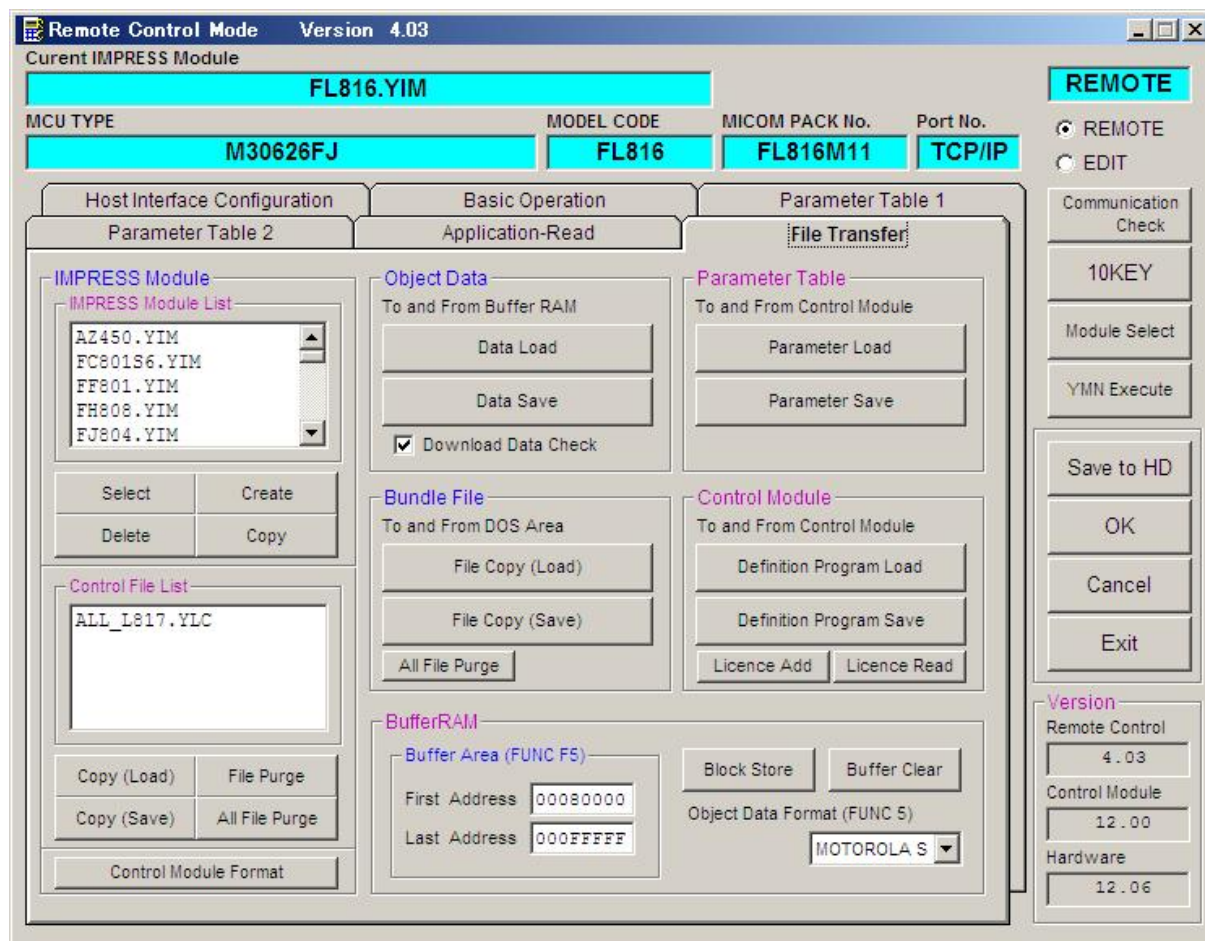 Remote Control Mode Version 4.03
Curent IMPRESS Module
FL816.YIM
REMOTE
MCU TYPE
MODEL CODE
MICOM PACK No.
Port No.
M30626FJ
FL816
FL816M11
TCP/IP
REMOTE
EDIT
Host Interface Configuration
Basic Operation
Parameter Table 1
Parameter Table 2
Application-Read
File Transfer
IMPRESS Module
IMPRESS Module List
AZ450.YIM
FC801S6.YIM
FF801.YIM
FH808.YIM
FJ804.YIM
Select
Create
Delete
Copy
Control File List
ALL_L817.YLC
Copy (Load)
File Purge
Copy (Save)
All File Purge
Control Module Format
Object Data
To and From Buffer RAM
Data Load
Data Save
Download Data Check
Parameter Table
To and From Control Module
Parameter Load
Parameter Save
Bundle File
To and From DOS Area
File Copy (Load)
File Copy (Save)
All File Purge
Control Module
To and From Control Module
Definition Program Load
Definition Program Save
Licence Add
Licence Read
BufferRAM
Buffer Area (FUNC F5)
First Address
00080000
Last Address
000FFFFF
Block Store
Buffer Clear
Object Data Format (FUNC 5)
MOTOROLA S
Communication
Check
10KEY
Module Select
YMN Execute
Save to HD
OK
Cancel
Exit
Version
Remote Control
4.03
Control Module
12.00
Hardware
12.06